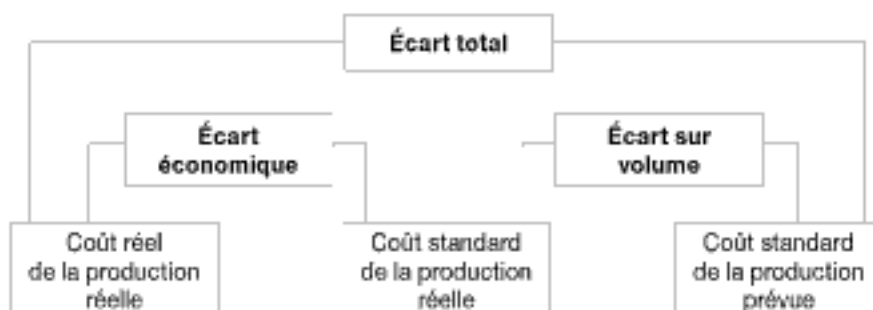 Écart total
Écart
économique
Écart sur
volume
Coût réel
de la production
réelle
Coût standard
de la production
réelle
Coût standard
de la production
prévue